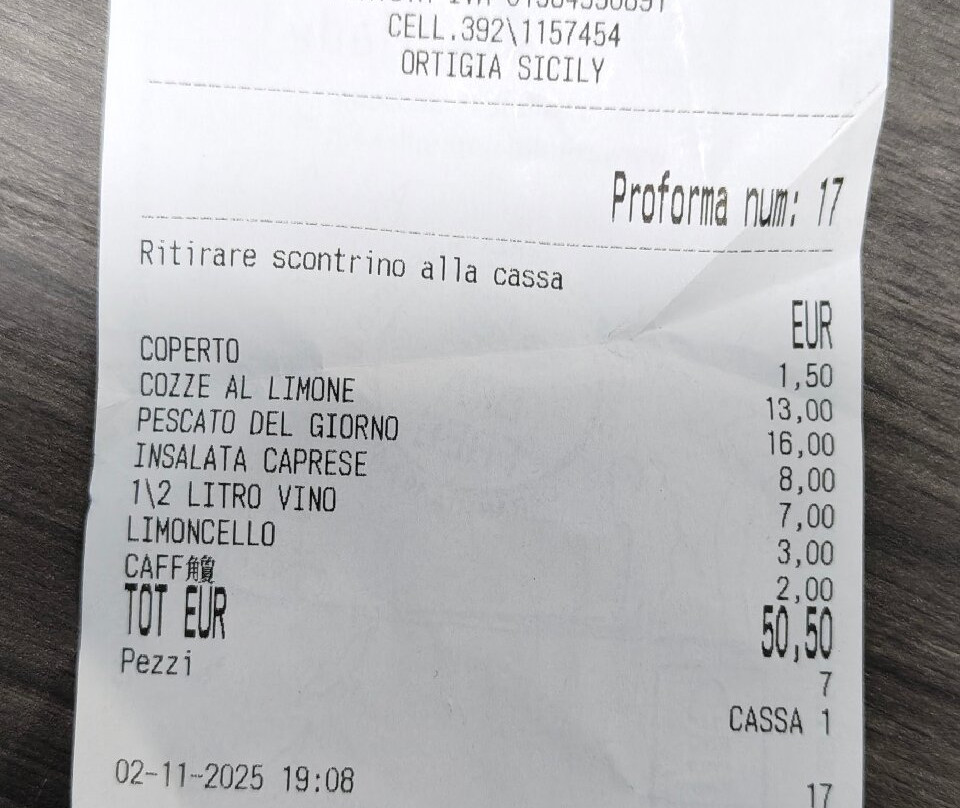 CELL.392\1157454
ORTIGIA SICILY
Proforma num: 17
Ritirare scontrino alla cassa
EUR
COPERTO 1,50
COZZE AL LIMONE 13,00
PESCATO DEL GIORNO 16,00
INSALATA CAPRESE 8,00
1\2 LITRO VINO 7,00
LIMONCELLO 3,00
CAFF 2,00
TOT EUR 50,50
Pezzi 7
CASSA 1
02-11-2025 19:08
17